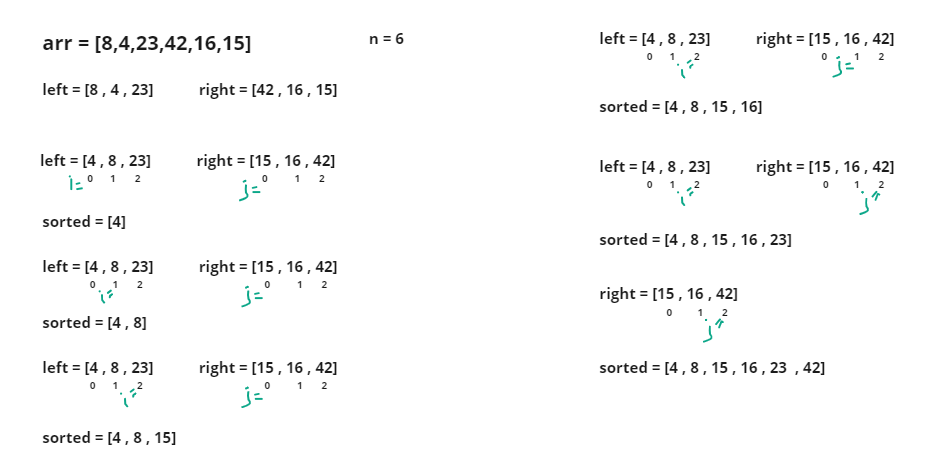 arr = [8,4,23,42,16,15]
n = 6
left = [8 , 4 , 23]
right = [42 , 16 , 15]
left = [4 , 8 , 23]
right = [15 , 16 , 42]
i= 0 1 2
j= 0 1 2
sorted = [4]
left = [4 , 8 , 23]
right = [15 , 16 , 42]
0 1 2
i=
0 1 2
j=
sorted = [4 , 8]
left = [4 , 8 , 23]
right = [15 , 16 , 42]
0 1 2
i=
0 1 2
j=
sorted = [4 , 8 , 15]
left = [4 , 8 , 23]
right = [15 , 16 , 42]
0 1 2
i=
0 1 2
j=
sorted = [4 , 8 , 15 , 16]
left = [4 , 8 , 23]
right = [15 , 16 , 42]
0 1 2
i=
0 1 2
j=
sorted = [4 , 8 , 15 , 16 , 23]
right = [15 , 16 , 42]
0 1 2
j=
sorted = [4 , 8 , 15 , 16 , 23 , 42]